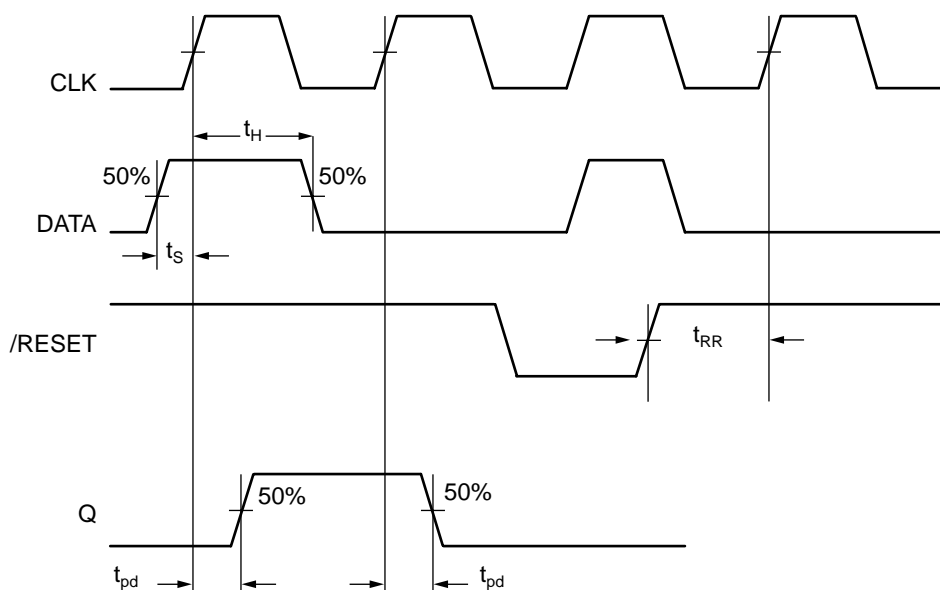 CLK
t_H
50% 50%
DATA
t_S
/RESET
t_RR
50% 50%
Q
t_pd t_pd